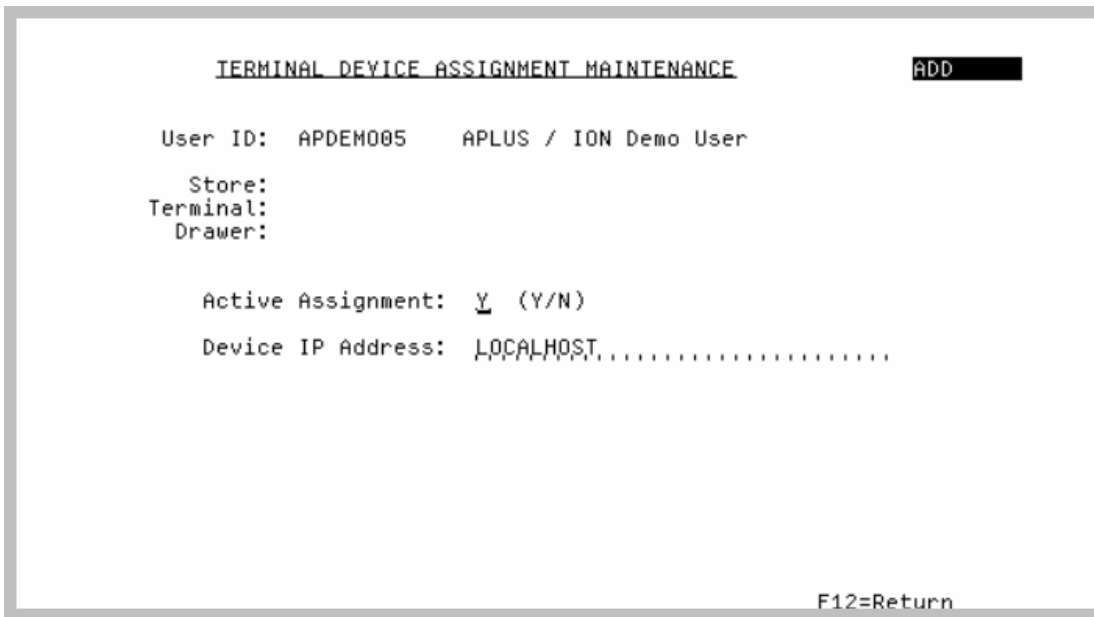 TERMINAL DEVICE ASSIGNMENT MAINTENANCE ADD
User ID: APDEMO05 APLUS / ION Demo User
Store:
Terminal:
Drawer:
Active Assignment: Y (Y/N)
Device IP Address: LOCALHOST
F12=Return